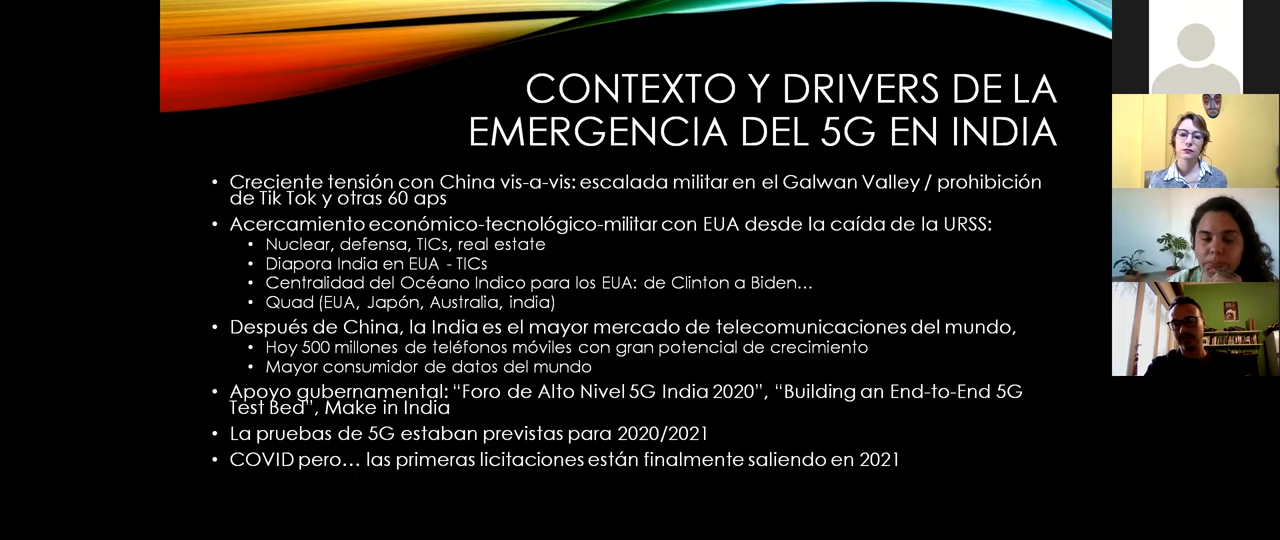 CONTEXTO Y DRIVERS DE LA
EMERGENCIA DEL 5G EN INDIA
• Creciente tensión con China vis-a-vis: escalada militar en el Galwan Valley / prohibición
de Tik Tok y otras 60 aps
• Acercamiento económico-tecnológico-militar con EUA desde la caída de la URSS:
• Nuclear, defensa, TICs, real estate
• Diapora India en EUA - TICs
• Centralidad del Océano Indico para los EUA: de Clinton a Biden…
• Quad (EUA, Japón, Australia, india)
• Después de China, la India es el mayor mercado de telecomunicaciones del mundo,
• Hoy 500 millones de teléfonos móviles con gran potencial de crecimiento
• Mayor consumidor de datos del mundo
• Apoyo gubernamental: “Foro de Alto Nivel 5G India 2020”, “Building an End-to-End 5G
Test Bed”, Make in India
• La pruebas de 5G estaban previstas para 2020/2021
• COVID pero… las primeras licitaciones están finalmente saliendo en 2021